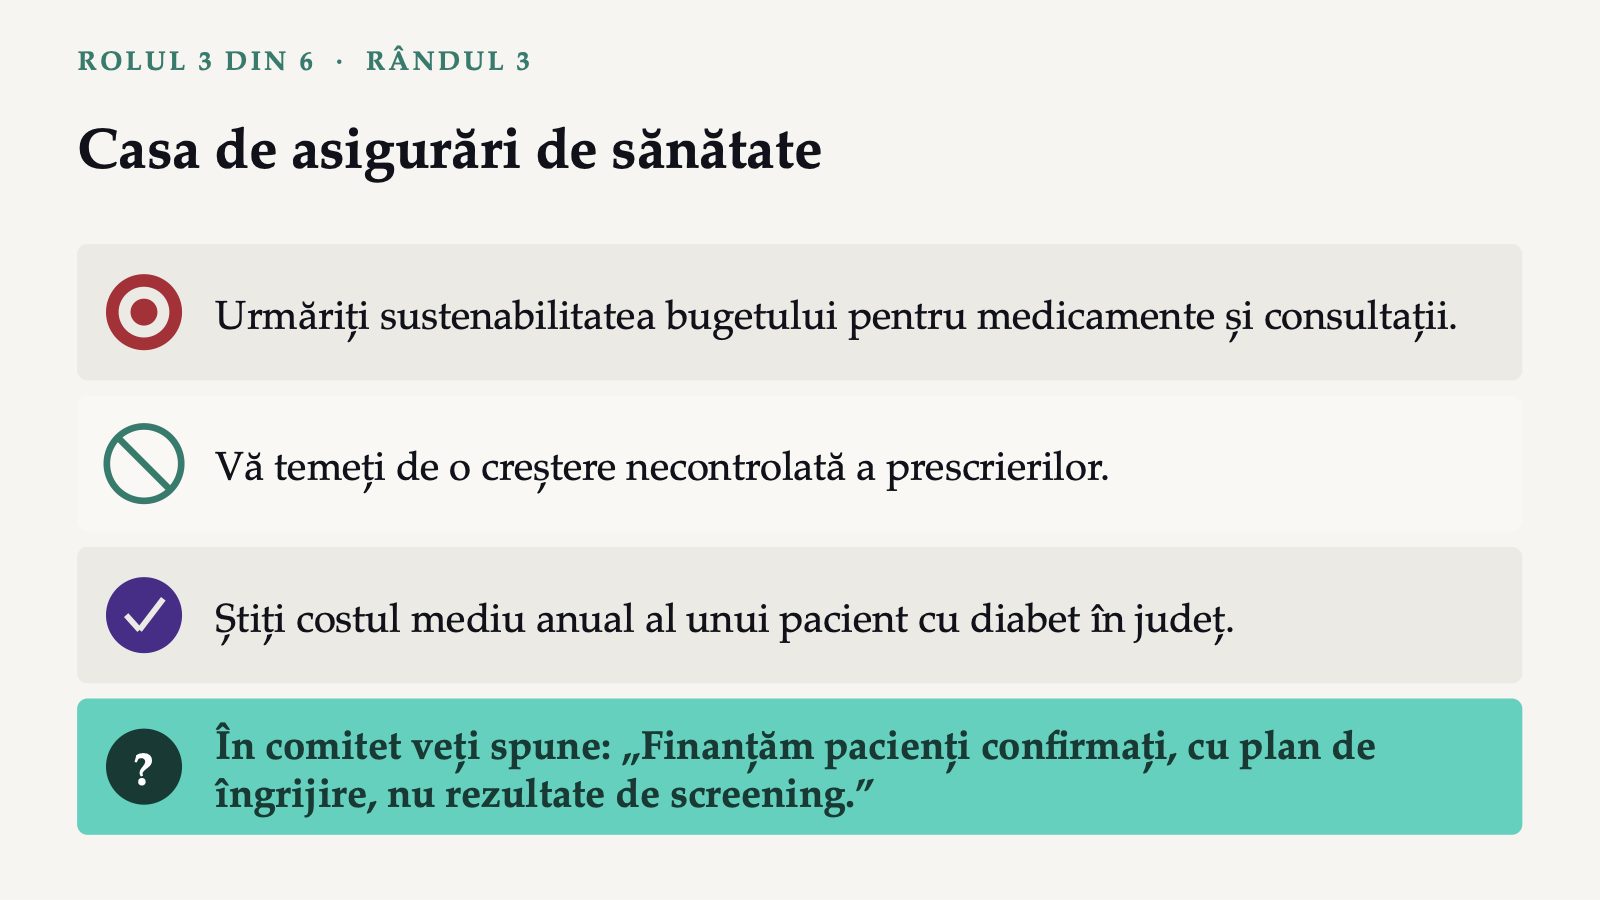 ROLUL 3 DIN 6 · RÂNDUL 3
Casa de asigurări de sănătate
Urmăriți sustenabilitatea bugetului pentru medicamente și consultații.
Vă temeți de o creștere necontrolată a prescrierilor.
Știți costul mediu anual al unui pacient cu diabet în județ.
?
În comitet veți spune: „Finanțăm pacienți confirmați, cu plan de
îngrijire, nu rezultate de screening.”